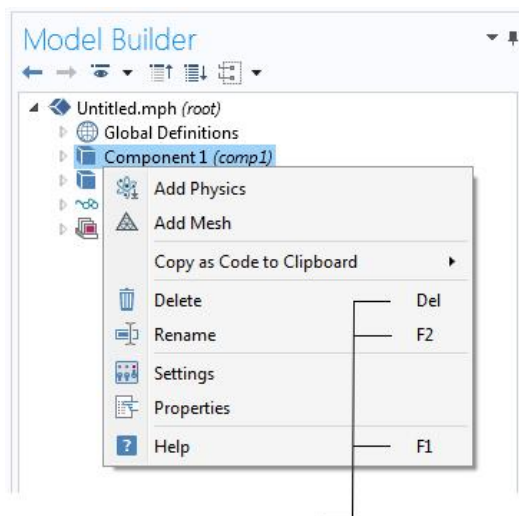 Model Builder
Untitled.mph (root)
Global Definitions
Component 1 (comp1)
Add Physics
Add Mesh
Copy as Code to Clipboard
Delete Del
Rename F2
Settings
Properties
Help F1